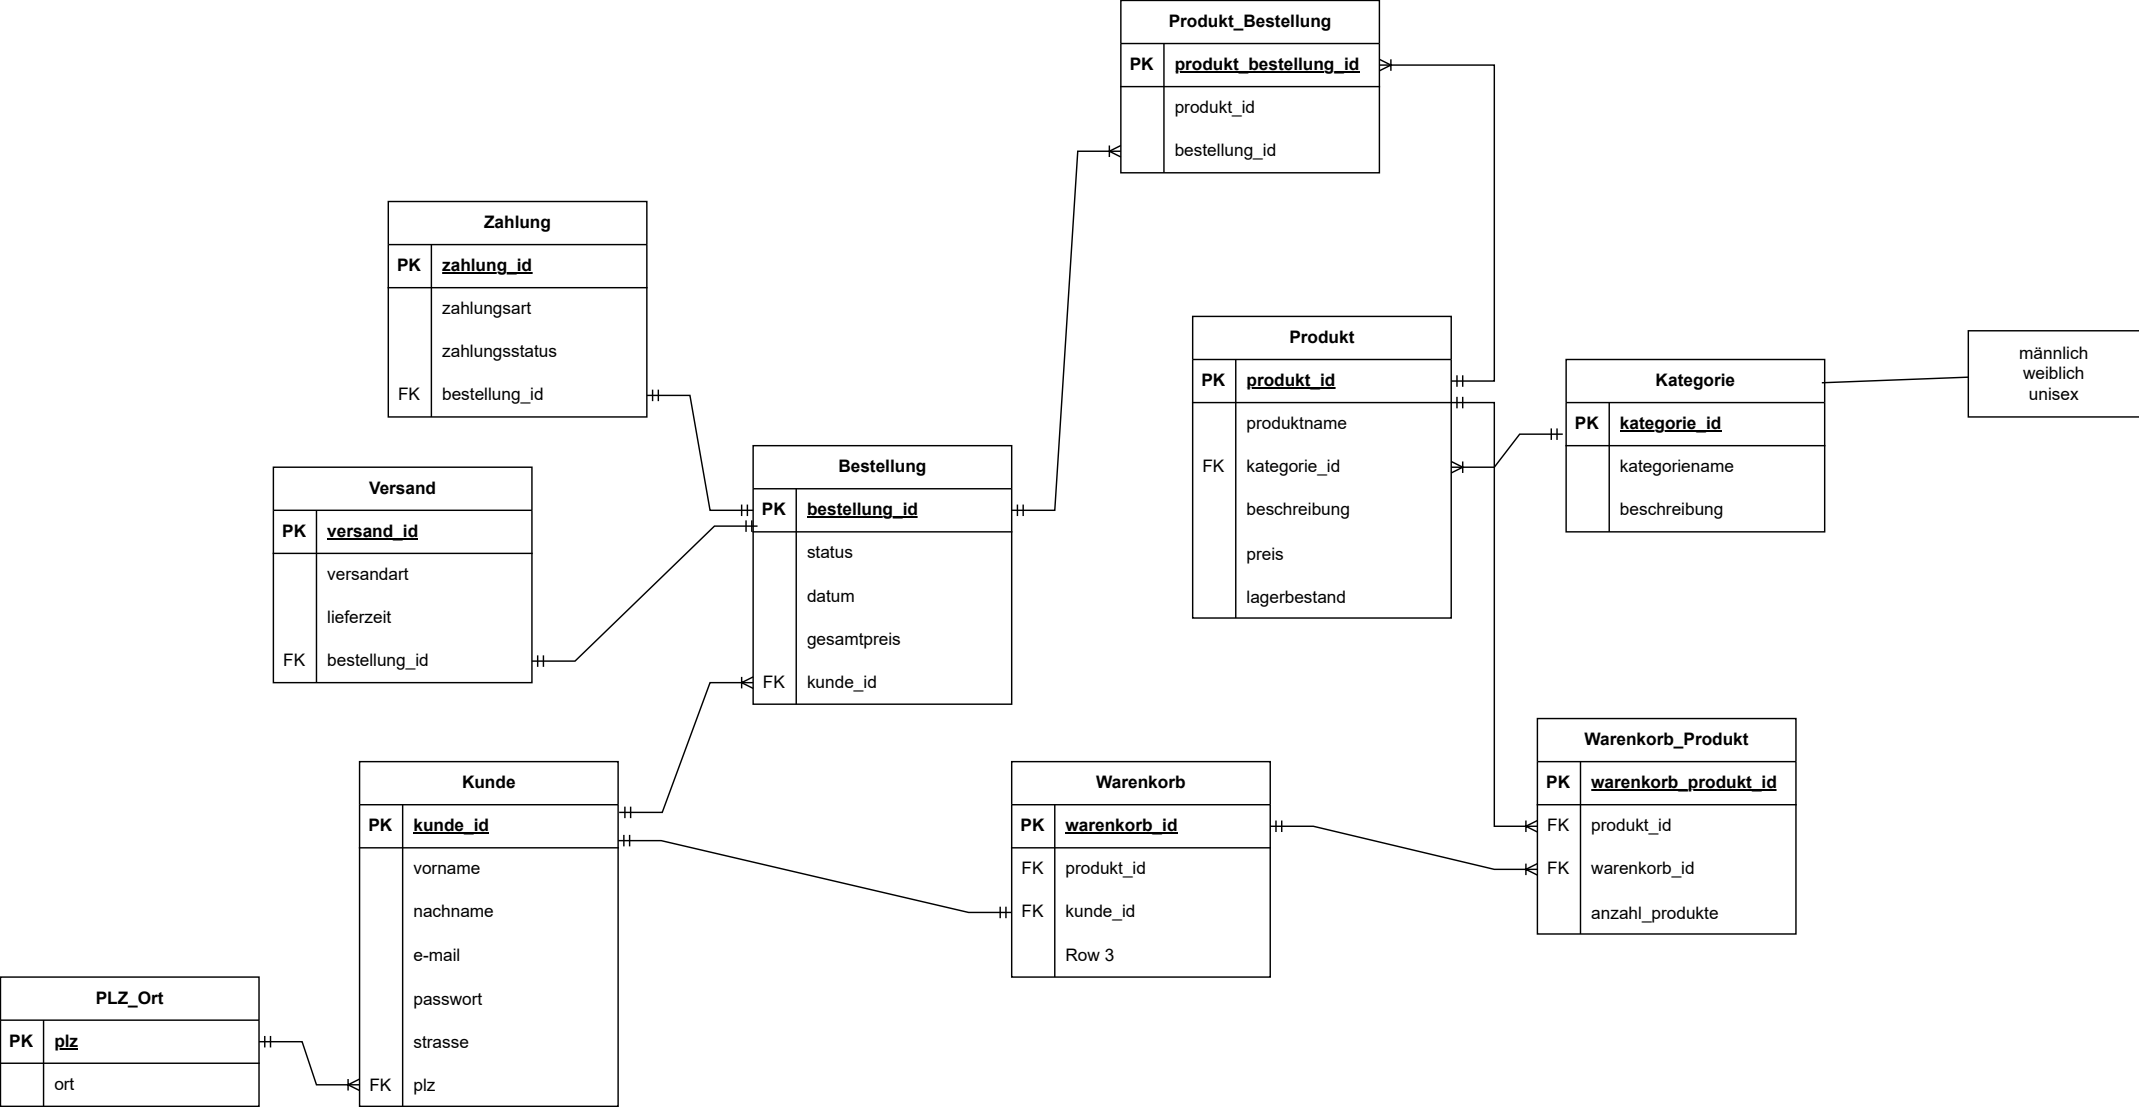 Produkt_Bestellung
PK produkt_bestellung_id
produkt_id
bestellung_id
Zahlung
PK zahlung_id
zahlungsart
zahlungsstatus
FK bestellung_id
Produkt
PK produkt_id
produktname
FK kategorie_id
beschreibung
preis
lagerbestand
Kategorie
PK kategorie_id
kategoriename
beschreibung
männlich
weiblich
unisex
Versand
PK versand_id
versandart
lieferzeit
FK bestellung_id
Bestellung
PK bestellung_id
status
datum
gesamtpreis
FK kunde_id
Kunde
PK kunde_id
vorname
nachname
e-mail
passwort
strasse
FK plz
Warenkorb
PK warenkorb_id
FK produkt_id
FK kunde_id
Row 3
Warenkorb_Produkt
PK warenkorb_produkt_id
FK produkt_id
FK warenkorb_id
anzahl_produkte
PLZ_Ort
PK plz
ort